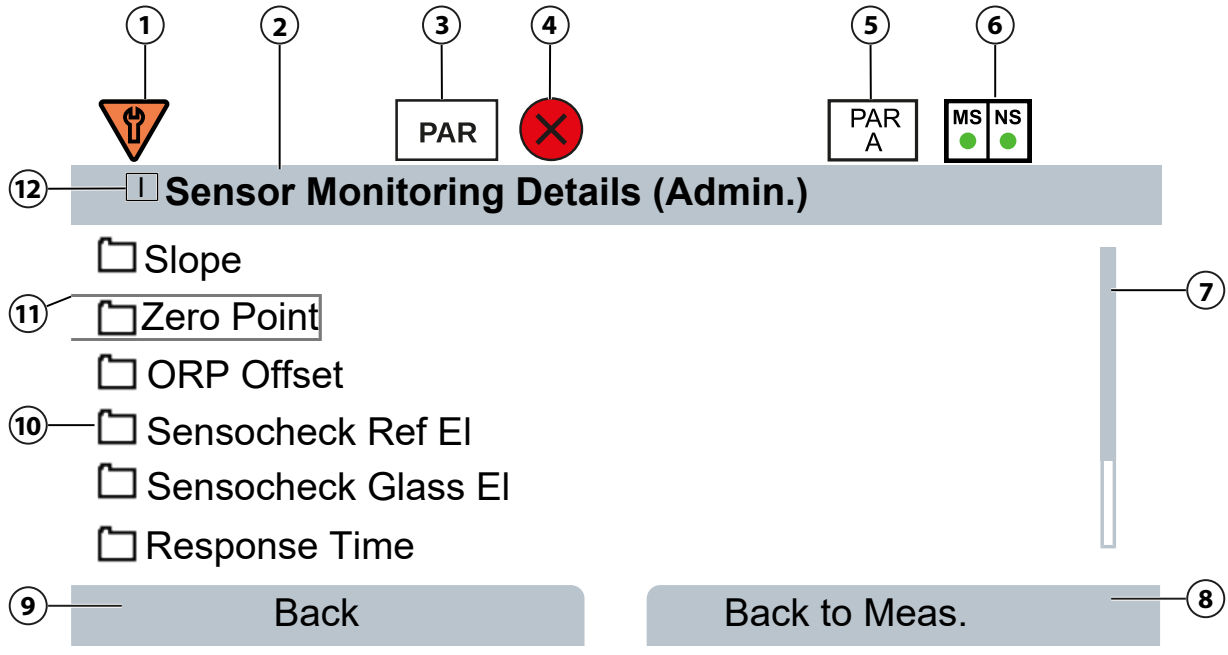 1 2 3 4 5 6
PAR PAR A MS NS
12 I Sensor Monitoring Details (Admin.)
Slope
7
11 Zero Point
ORP Offset
10 Sensocheck Ref El
Sensocheck Glass El
Response Time
9 Back Back to Meas. 8